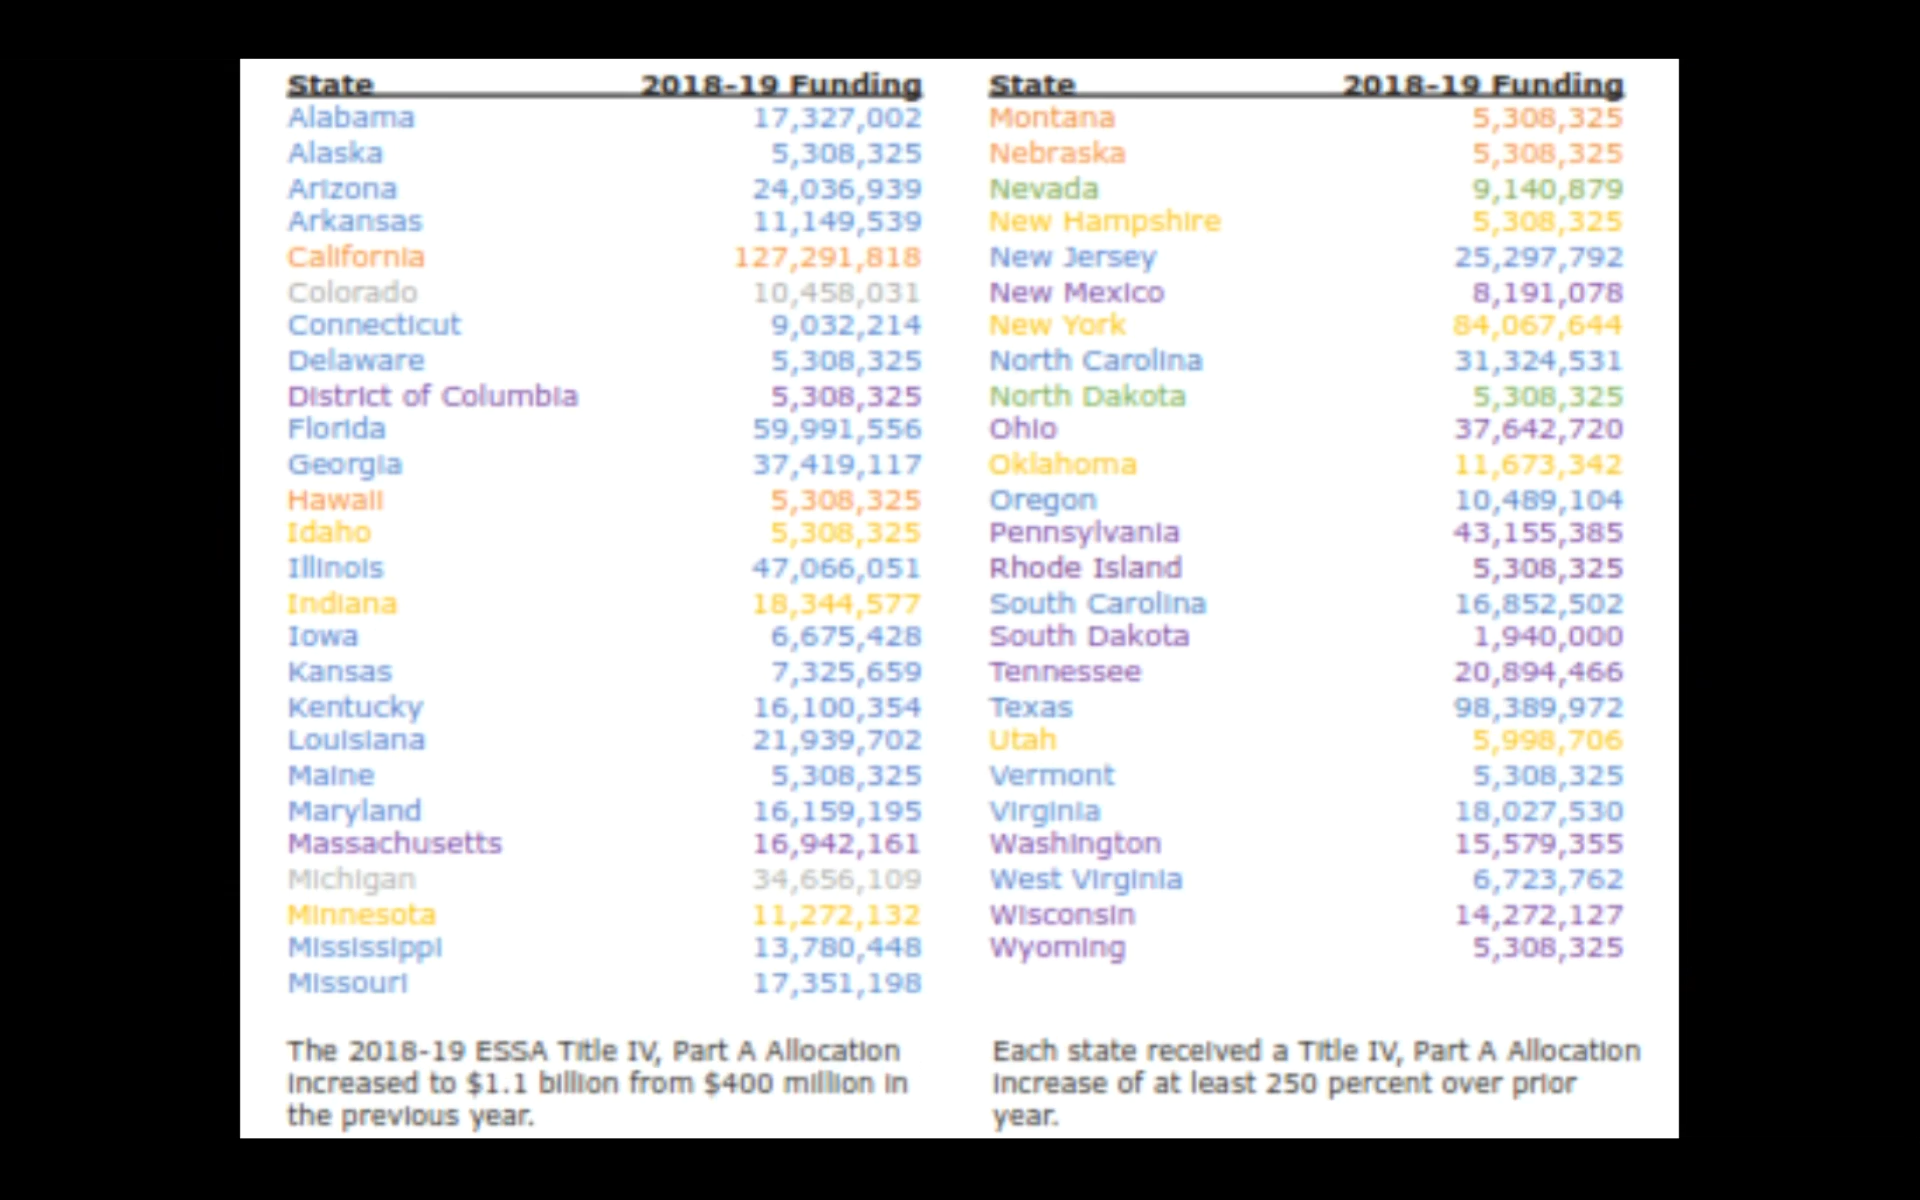 State 2018-19 Funding
Alabama 17,327,002
Alaska 5,308,325
Arizona 24,036,939
Arkansas 11,149,539
California 127,291,818
Colorado 10,458,031
Connecticut 9,032,214
Delaware 5,308,325
District of Columbia 5,308,325
Florida 59,991,556
Georgia 37,419,117
Hawaii 5,308,325
Idaho 5,308,325
Illinois 47,066,051
Indiana 18,344,577
Iowa 6,675,428
Kansas 7,325,659
Kentucky 16,100,354
Louisiana 21,939,702
Maine 5,308,325
Maryland 16,159,195
Massachusetts 16,942,161
Michigan 34,656,109
Minnesota 11,272,132
Mississippi 13,780,448
Missouri 17,351,198
The 2018-19 ESSA Title IV, Part A Allocation
increased to $1.1 billion from $400 million in
the previous year.
State 2018-19 Funding
Montana 5,308,325
Nebraska 5,308,325
Nevada 9,140,879
New Hampshire 5,308,325
New Jersey 25,297,792
New Mexico 8,191,078
New York 84,067,644
North Carolina 31,324,531
North Dakota 5,308,325
Ohio 37,642,720
Oklahoma 11,673,342
Oregon 10,489,104
Pennsylvania 43,155,385
Rhode Island 5,308,325
South Carolina 16,852,502
South Dakota 1,940,000
Tennessee 20,894,466
Texas 98,389,972
Utah 5,998,706
Vermont 5,308,325
Virginia 18,027,530
Washington 15,579,355
West Virginia 6,723,762
Wisconsin 14,272,127
Wyoming 5,308,325
Each state received a Title IV, Part A Allocation
increase of at least 250 percent over prior
year.